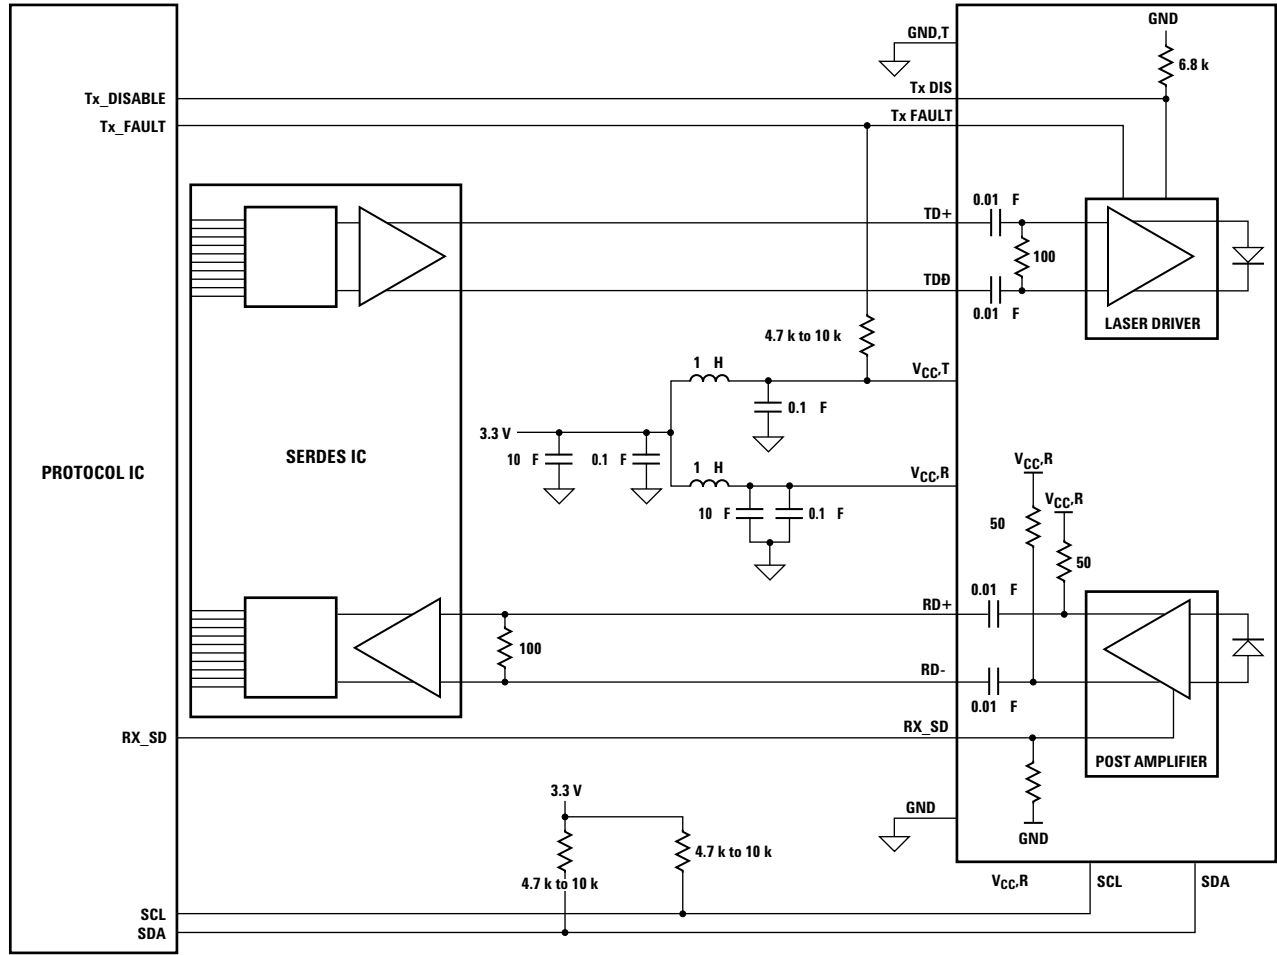 GND
GND,T
6.8 k
Tx_DISABLE
Tx DIS
Tx_FAULT
Tx FAULT
0.01 F
TD+
100
TDÐ
0.01 F
LASER DRIVER
4.7 k to 10 k
1 H
VCC,T
0.1 F
3.3 V
SERDES IC
10 F
0.1 F
PROTOCOL IC
1 H
VCC,R
VCC,R
VCC,R
10 F
0.1 F
50
50
0.01 F
RD+
100
RD-
0.01 F
RX_SD
RX_SD
POST AMPLIFIER
3.3 V
GND
GND
4.7 k to 10 k
4.7 k to 10 k
VCC,R
SCL
SDA
SCL
SDA